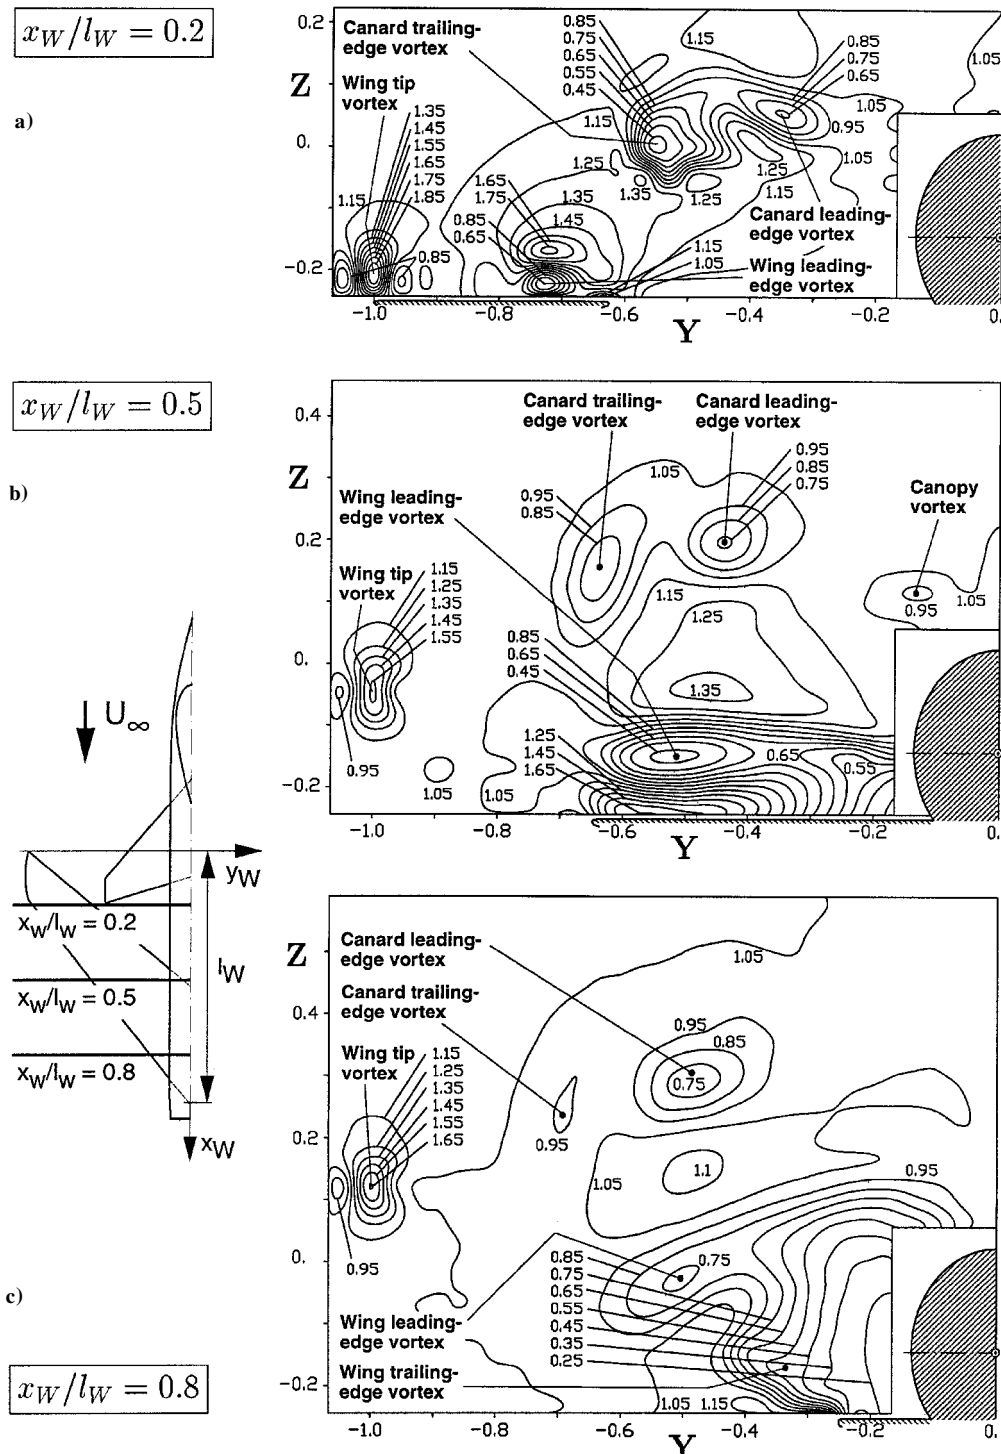 x_W/l_W = 0.2
a)
Canard trailing-
edge vortex
Wing tip
vortex
1.35
1.45
1.55
1.65
1.75
1.85
1.15
0.85
Z
0.
-0.2
0.85
0.75
0.65
0.55
0.45
1.15
0.85
0.75
0.65
1.05
1.05
0.95
1.05
1.15
1.25
1.35
1.25
1.25
1.15
1.65
1.75
1.35
1.45
0.85
0.65
Canard leading-
edge vortex
1.15
1.05
Wing leading-
edge vortex
-1.0
-0.8
-0.6
Y
-0.4
-0.2
0.
x_W/l_W = 0.5
b)
Z
0.4
0.2
0.
-0.2
Canard trailing-
edge vortex
Canard leading-
edge vortex
0.95
0.85
0.75
1.05
0.95
0.85
Wing leading-
edge vortex
Canopy
vortex
0.95
1.05
Wing tip
vortex
1.15
1.25
1.35
1.45
1.55
1.15
1.25
1.35
0.85
0.65
0.45
1.25
1.45
1.65
0.65
0.55
0.95
1.05
1.05
-1.0
-0.8
-0.6
Y
-0.4
-0.2
0.
U∞
y_W
x_W/l_W = 0.2
l_W
x_W/l_W = 0.5
x_W/l_W = 0.8
x_W
c)
x_W/l_W = 0.8
Z
0.4
0.2
0.
-0.2
Canard leading-
edge vortex
Canard trailing-
edge vortex
Wing tip
vortex
1.15
1.25
1.35
1.45
1.55
1.65
1.05
0.95
0.85
0.75
0.95
1.05
1.1
0.95
0.95
0.75
0.85
0.75
0.65
0.55
0.45
0.35
0.25
Wing leading-
edge vortex
Wing trailing-
edge vortex
1.05
1.15
-1.0
-0.8
-0.6
Y
-0.4
-0.2
0.